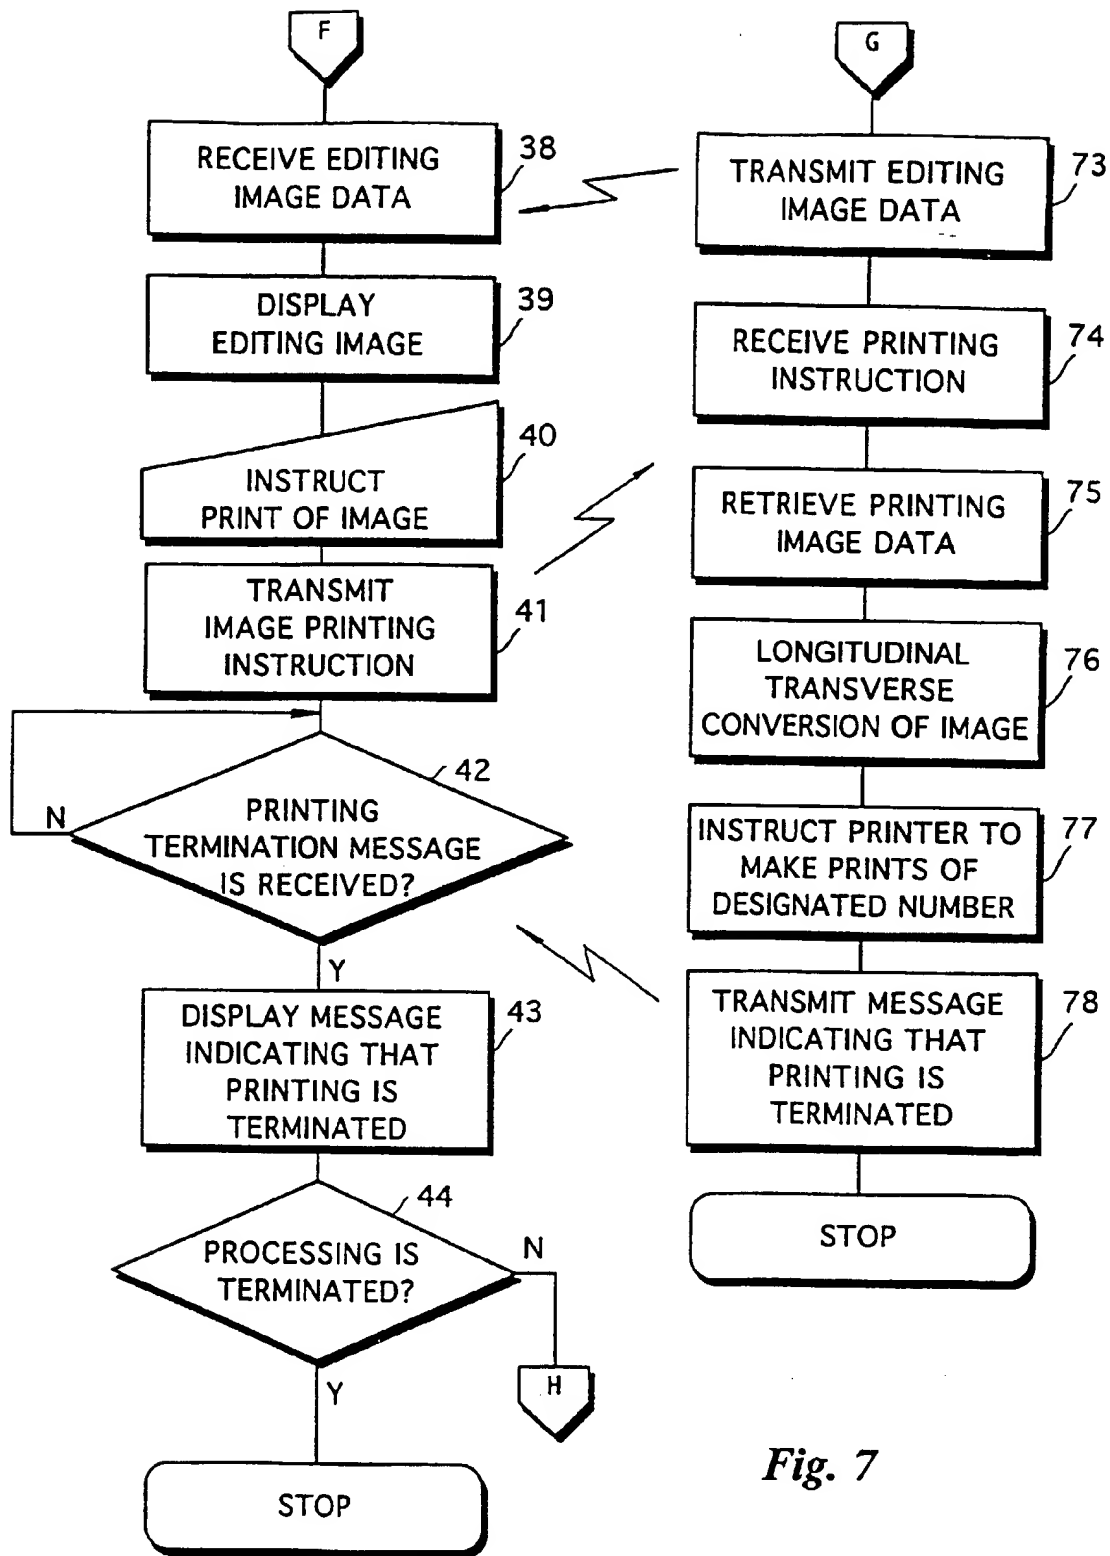 F
RECEIVE EDITING
IMAGE DATA
38
DISPLAY
EDITING IMAGE
39
INSTRUCT
PRINT OF IMAGE
40
TRANSMIT
IMAGE PRINTING
INSTRUCTION
41
PRINTING
TERMINATION MESSAGE
IS RECEIVED?
42
N
Y
DISPLAY MESSAGE
INDICATING THAT
PRINTING IS
TERMINATED
43
PROCESSING IS
TERMINATED?
44
N
H
Y
STOP
G
TRANSMIT EDITING
IMAGE DATA
73
RECEIVE PRINTING
INSTRUCTION
74
RETRIEVE PRINTING
IMAGE DATA
75
LONGITUDINAL
TRANSVERSE
CONVERSION OF IMAGE
76
INSTRUCT PRINTER TO
MAKE PRINTS OF
DESIGNATED NUMBER
77
TRANSMIT MESSAGE
INDICATING THAT
PRINTING IS
TERMINATED
78
STOP
Fig. 7